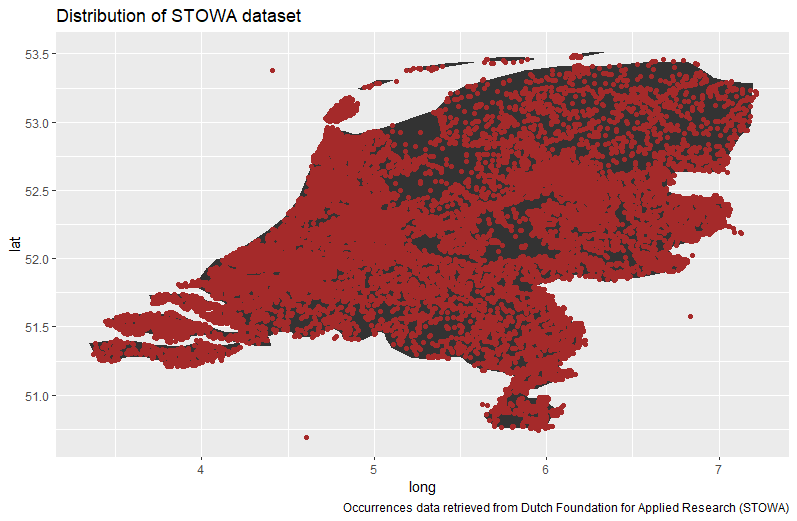 Distribution of STOWA dataset
53.5
53.0
52.5
52.0
51.5
51.0
lat
4 5 6 7
long
Occurrences data retrieved from Dutch Foundation for Applied Research (STOWA)